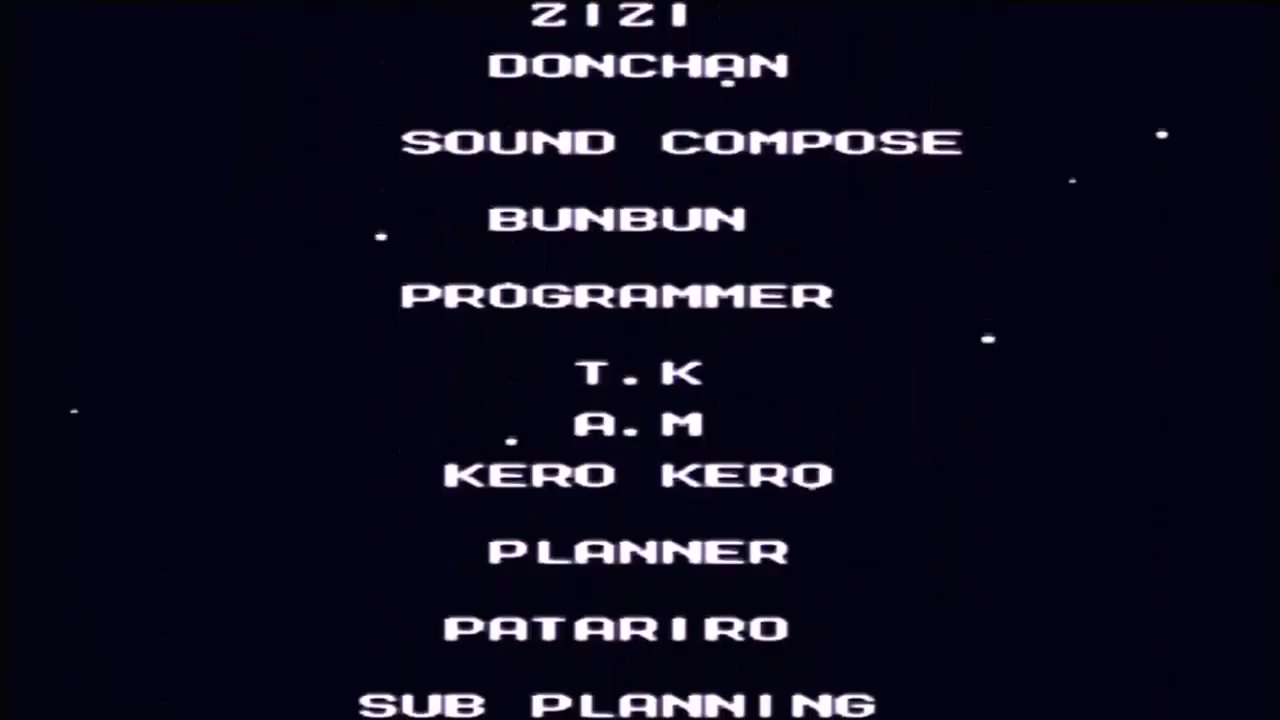 ZIZI
DONCHAN
SOUND COMPOSE
BUNBUN
PROGRAMMER
T.K
A.M
KERO KERO
PLANNER
PATARIRO
SUB PLANNING